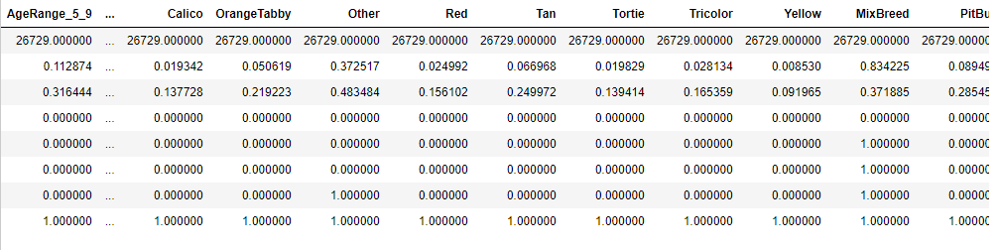 AgeRange_5_9 ... Calico OrangeTabby Other Red Tan Tortie Tricolor Yellow MixBreed PitBu
26729.000000 ... 26729.000000 26729.000000 26729.000000 26729.000000 26729.000000 26729.000000 26729.000000 26729.000000 26729.000000 26729.0000
0.112874 ... 0.019342 0.050619 0.372517 0.024992 0.066968 0.019829 0.028134 0.008530 0.834225 0.08949
0.316444 ... 0.137728 0.219223 0.483484 0.156102 0.249972 0.139414 0.165359 0.091965 0.371885 0.28545
0.000000 ... 0.000000 0.000000 0.000000 0.000000 0.000000 0.000000 0.000000 0.000000 0.000000 0.00000
0.000000 ... 0.000000 0.000000 0.000000 0.000000 0.000000 0.000000 0.000000 0.000000 1.000000 0.00000
0.000000 ... 0.000000 0.000000 0.000000 0.000000 0.000000 0.000000 0.000000 0.000000 1.000000 0.00000
0.000000 ... 0.000000 0.000000 1.000000 0.000000 0.000000 0.000000 0.000000 0.000000 1.000000 0.00000
1.000000 ... 1.000000 1.000000 1.000000 1.000000 1.000000 1.000000 1.000000 1.000000 1.000000 1.00000